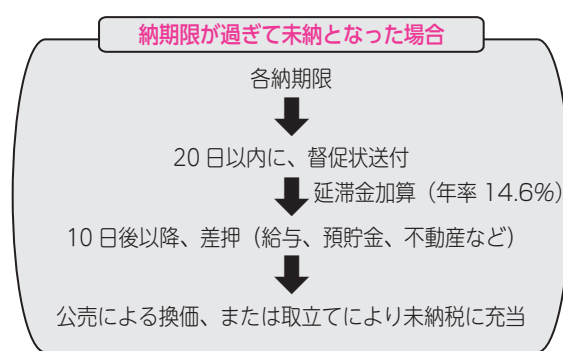 納期限が過ぎて未納となった場合
各納期限
20日以内に、督促状送付
延滞金加算（年率 14.6%）
10日後以降、差押（給与、預貯金、不動産など）
公売による換価、または取立てにより未納税に充当